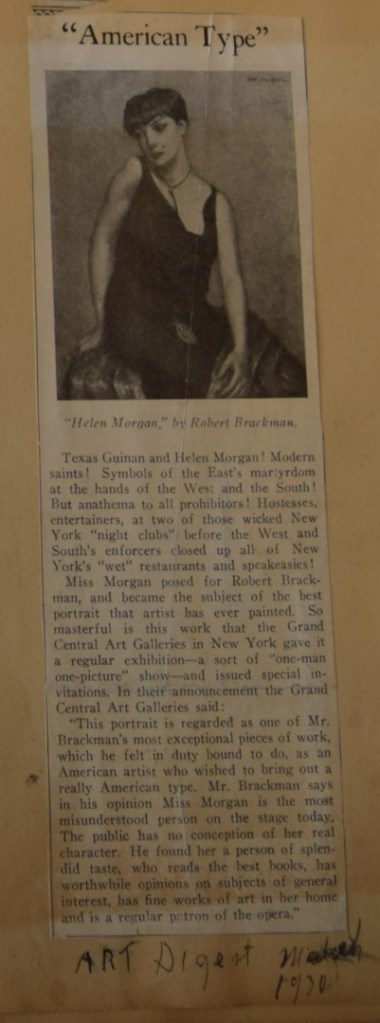 "American Type"
"Helen Morgan," by Robert Brackman.
Texas Guinan and Helen Morgan! Modern
saints! Symbols of the East's martyrdom
at the hands of the West and the South!
But anathema to all prohibitors! Hostesses,
entertainers, at two of those wicked New
York "night clubs" before the West and
South's enforcers closed up all of New
York's "wet" restaurants and speakeasies!
Miss Morgan posed for Robert Brack-
man, and became the subject of the best
portrait that artist has ever painted. So
masterful is this work that the Grand
Central Art Galleries in New York gave it
a regular exhibition—a sort of "one-man
one-picture" show—and issued special in-
vitations. In their announcement the Grand
Central Art Galleries said:
"This portrait is regarded as one of Mr.
Brackman's most exceptional pieces of work,
which he felt in duty bound to do, as
an American artist who wished to bring out a
really American type. Mr. Brackman says
in his opinion Miss Morgan is the most
misunderstood person on the stage today.
The public has no conception of her real
character. He found her a person of splen-
did taste, who reads the best books, has
worthwhile opinions on subjects of general
interest, has fine works of art in her home
and is a regular patron of the opera."
ART Digest March
1930